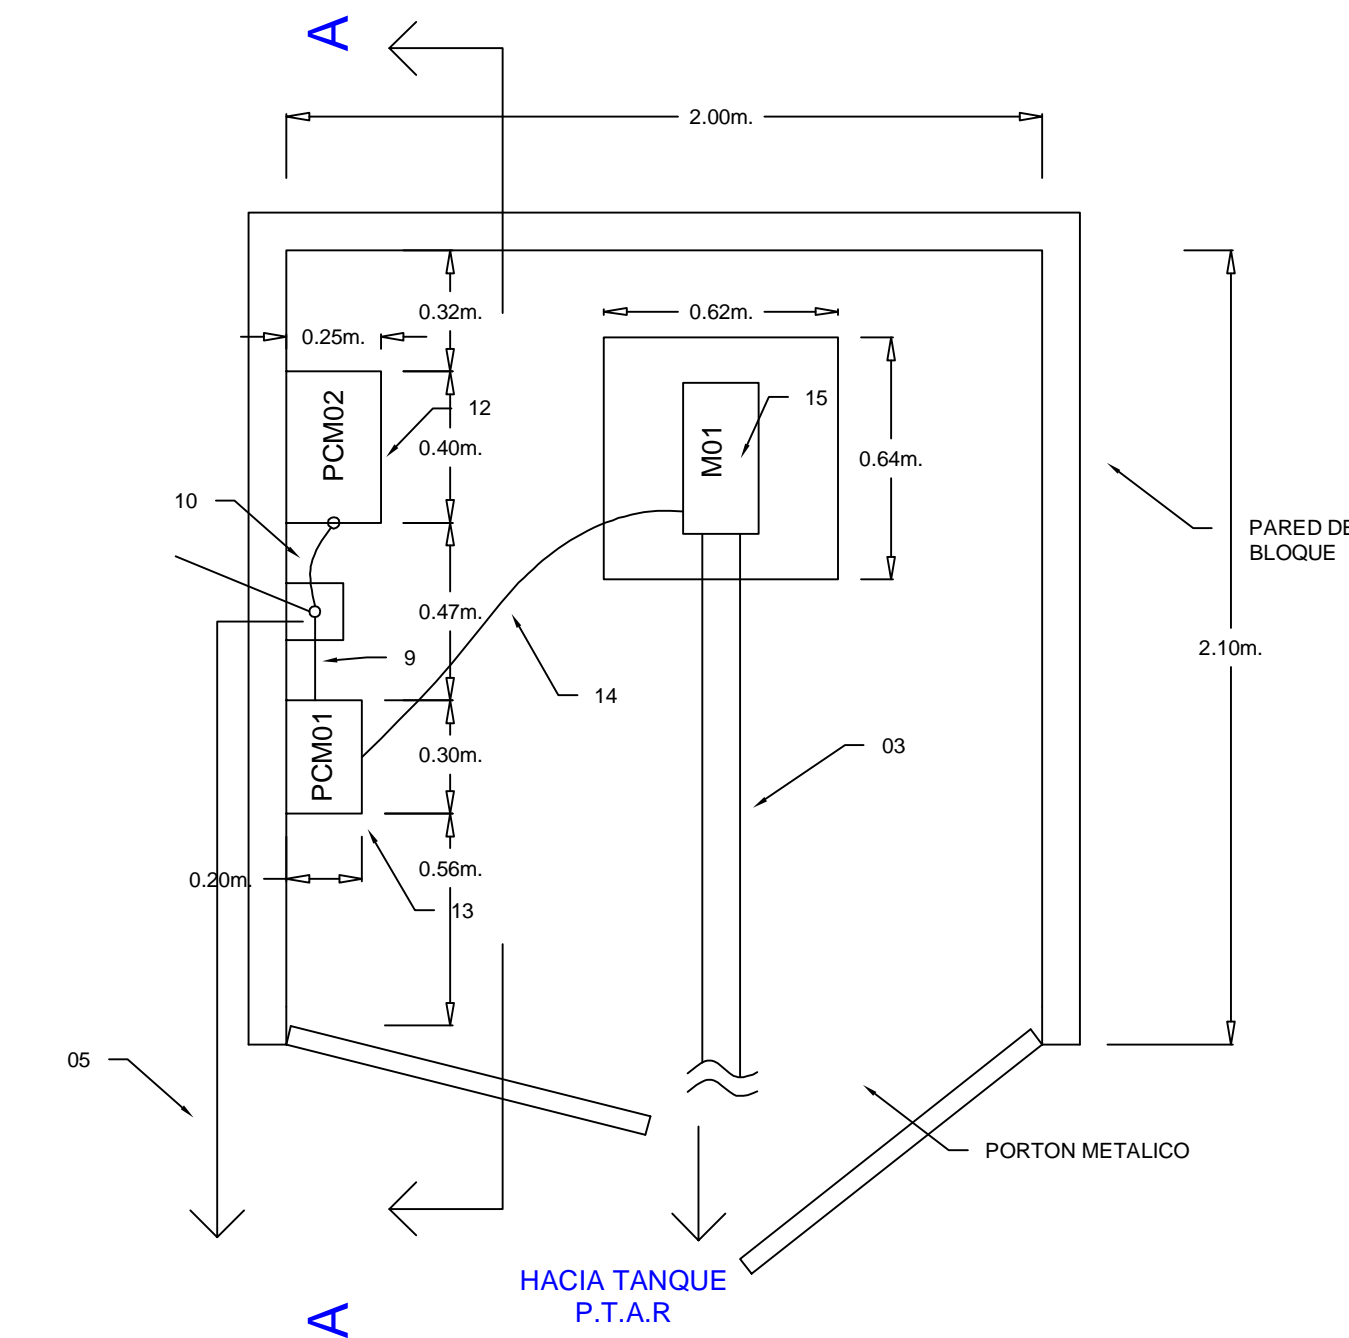 A
2.00m.
0.32m.
0.62m.
0.25m.
PCM02
12
15
M01
0.40m.
0.64m.
10
PARED DE
BLOQUE
0.47m.
9
2.10m.
14
PCM01
0.30m.
03
0.56m.
0.20m.
13
05
PORTON METALICO
HACIA TANQUE
P.T.A.R
A